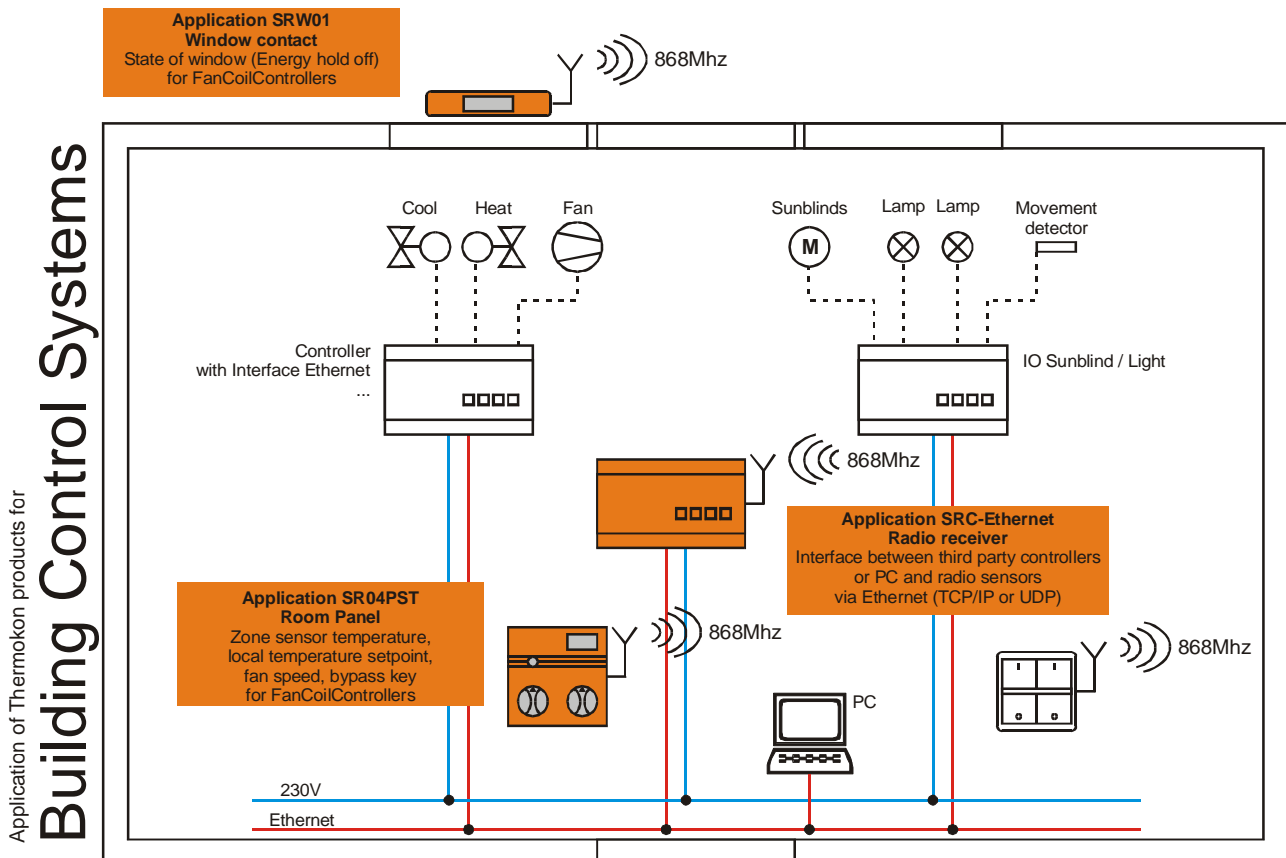 Application of Thermokon products for
Building Control Systems
Application SRW01
Window contact
State of window (Energy hold off)
for FanCoilControllers
868Mhz
Cool
Heat
Fan
Sunblinds
Lamp
Lamp
Movement
detector
M
Controller
with Interface Ethernet
...
IO Sunblind / Light
868Mhz
Application SRC-Ethernet
Radio receiver
Interface between third party controllers
or PC and radio sensors
via Ethernet (TCP/IP or UDP)
Application SR04PST
Room Panel
Zone sensor temperature,
local temperature setpoint,
fan speed, bypass key
for FanCoilControllers
868Mhz
868Mhz
PC
230V
Ethernet